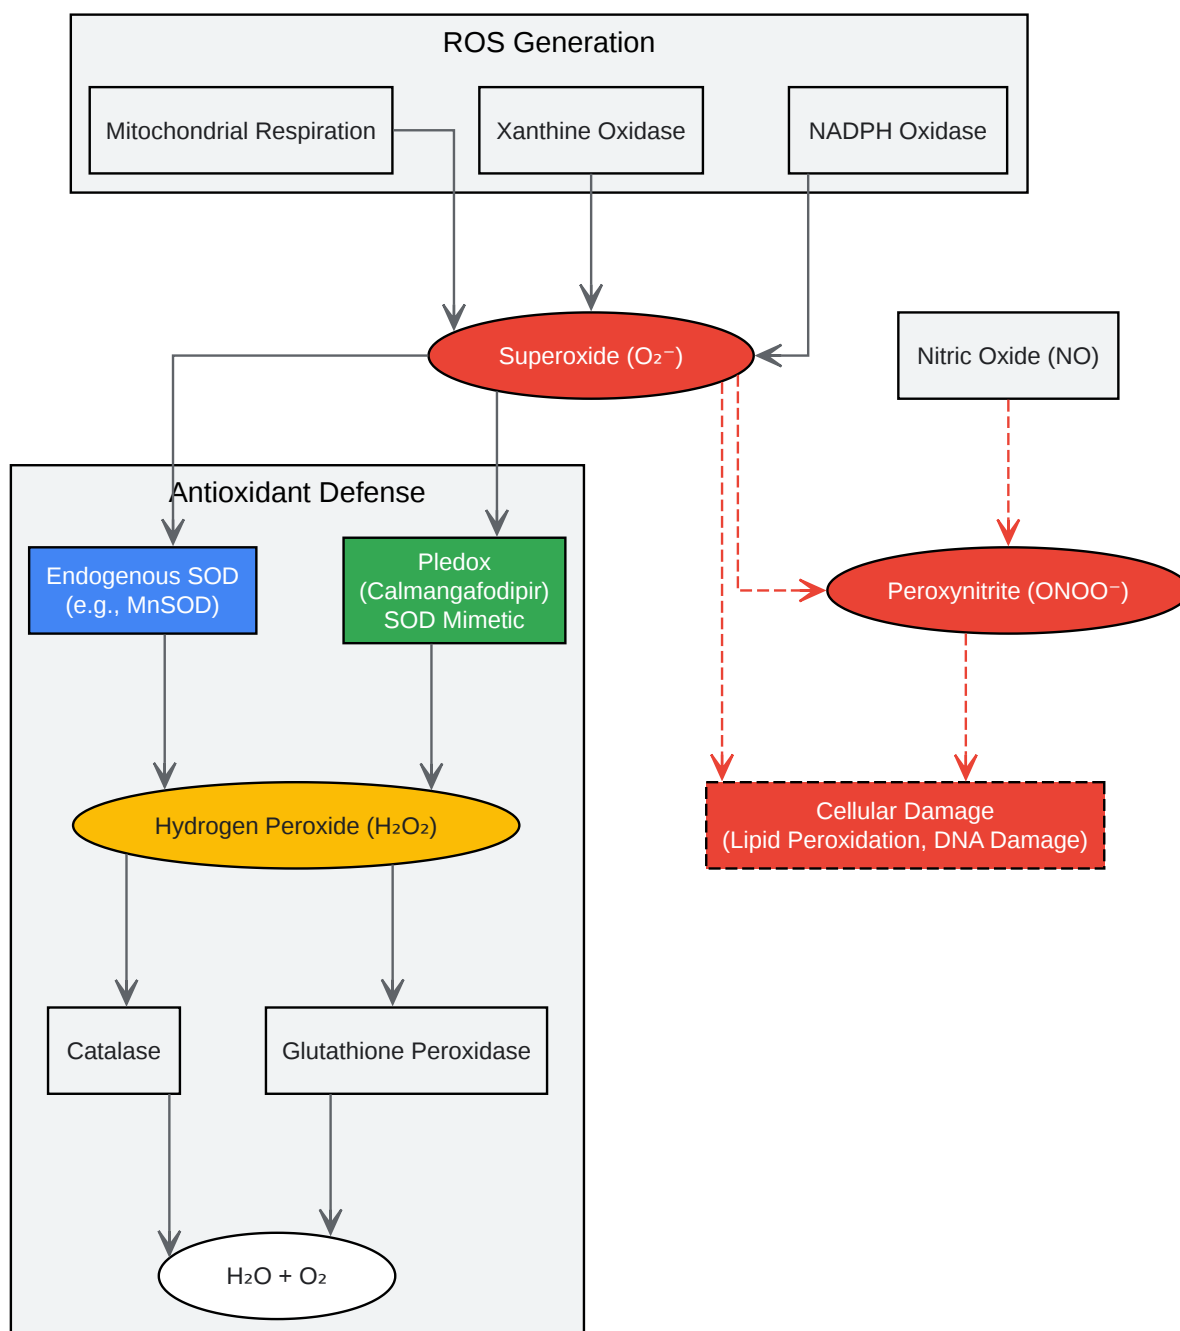 ROS Generation
Mitochondrial Respiration
Xanthine Oxidase
NADPH Oxidase
Superoxide (O₂⁻)
Nitric Oxide (NO)
Antioxidant Defense
Endogenous SOD
(e.g., MnSOD)
Pledox
(Calmangafodipir)
SOD Mimetic
Peroxynitrite (ONOO⁻)
Hydrogen Peroxide (H₂O₂)
Cellular Damage
(Lipid Peroxidation, DNA Damage)
Catalase
Glutathione Peroxidase
H₂O + O₂